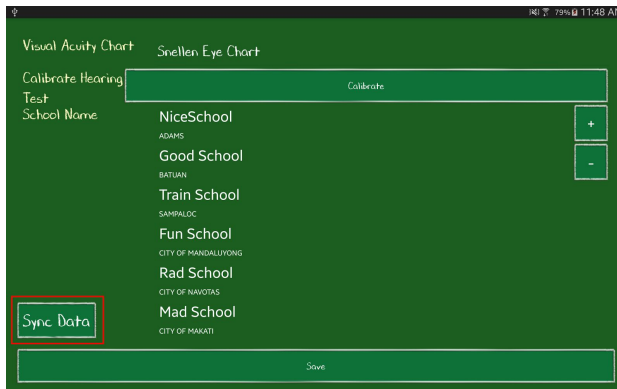 79% 11:48 AM
Visual Acuity Chart
Snellen Eye Chart
Calibrate Hearing
Test
Calibrate
School Name
NiceSchool
ADAMS
+
Good School
BATUAN
-
Train School
SAMPALOC
Fun School
CITY OF MANDALUYONG
Rad School
CITY OF NAVOTAS
Mad School
CITY OF MAKATI
Sync Data
Save